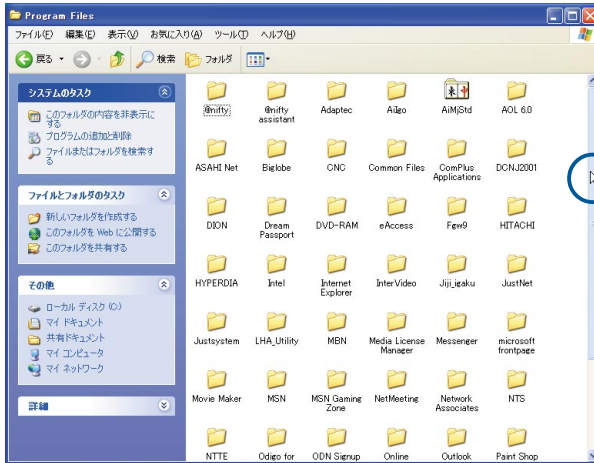 Program Files
ファイル(F) 編集(E) 表示(V) お気に入り(A) ツール(T) ヘルプ(H)
戻る 検索 フォルダ
システムのタスク
このフォルダの内容を非表示に
する
プログラムの追加と削除
ファイルまたはフォルダを検索す
る
ファイルとフォルダのタスク
新しいフォルダを作成する
このフォルダを Web に公開する
このフォルダを共有する
その他
ローカル ディスク (C:)
マイ ドキュメント
共有ドキュメント
マイ コンピュータ
マイ ネットワーク
詳細
@nifty
@nifty
assistant
Adaptec
Ailgo
AiMjStd
AOL 6.0
ASAHI Net
Biglobe
CNC
Common Files
ComPlus
Applications
DCNJ2001
DION
Dream
Passport
DVD-RAM
eAccess
Fgw9
HITACHI
HYPERDIA
Intel
Internet
Explorer
InterVideo
Jiji_igaku
JustNet
Justsystem
LHA_Utility
MBN
Media License
Manager
Messenger
microsoft
frontpage
Movie Maker
MSN
MSN Gaming
Zone
NetMeeting
Network
Associates
NTS
NTTE
Odigo for
ODN Signup
Online
Outlook
Paint Shop